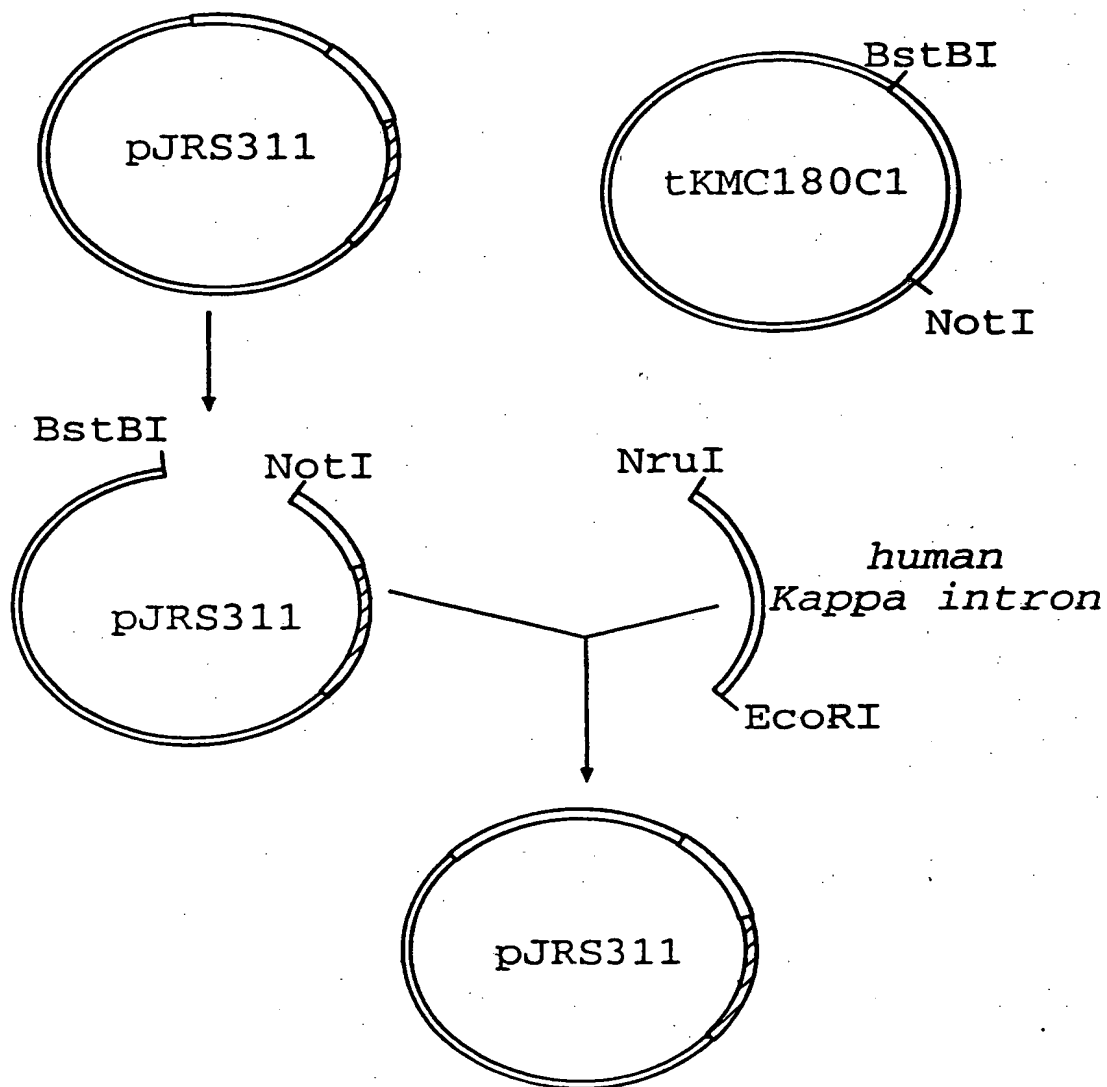 pJRS311
BstBI
tKMC180C1
NotI
BstBI
NotI
pJRS311
NruI
human
Kappa intron
EcoRI
pJRS311